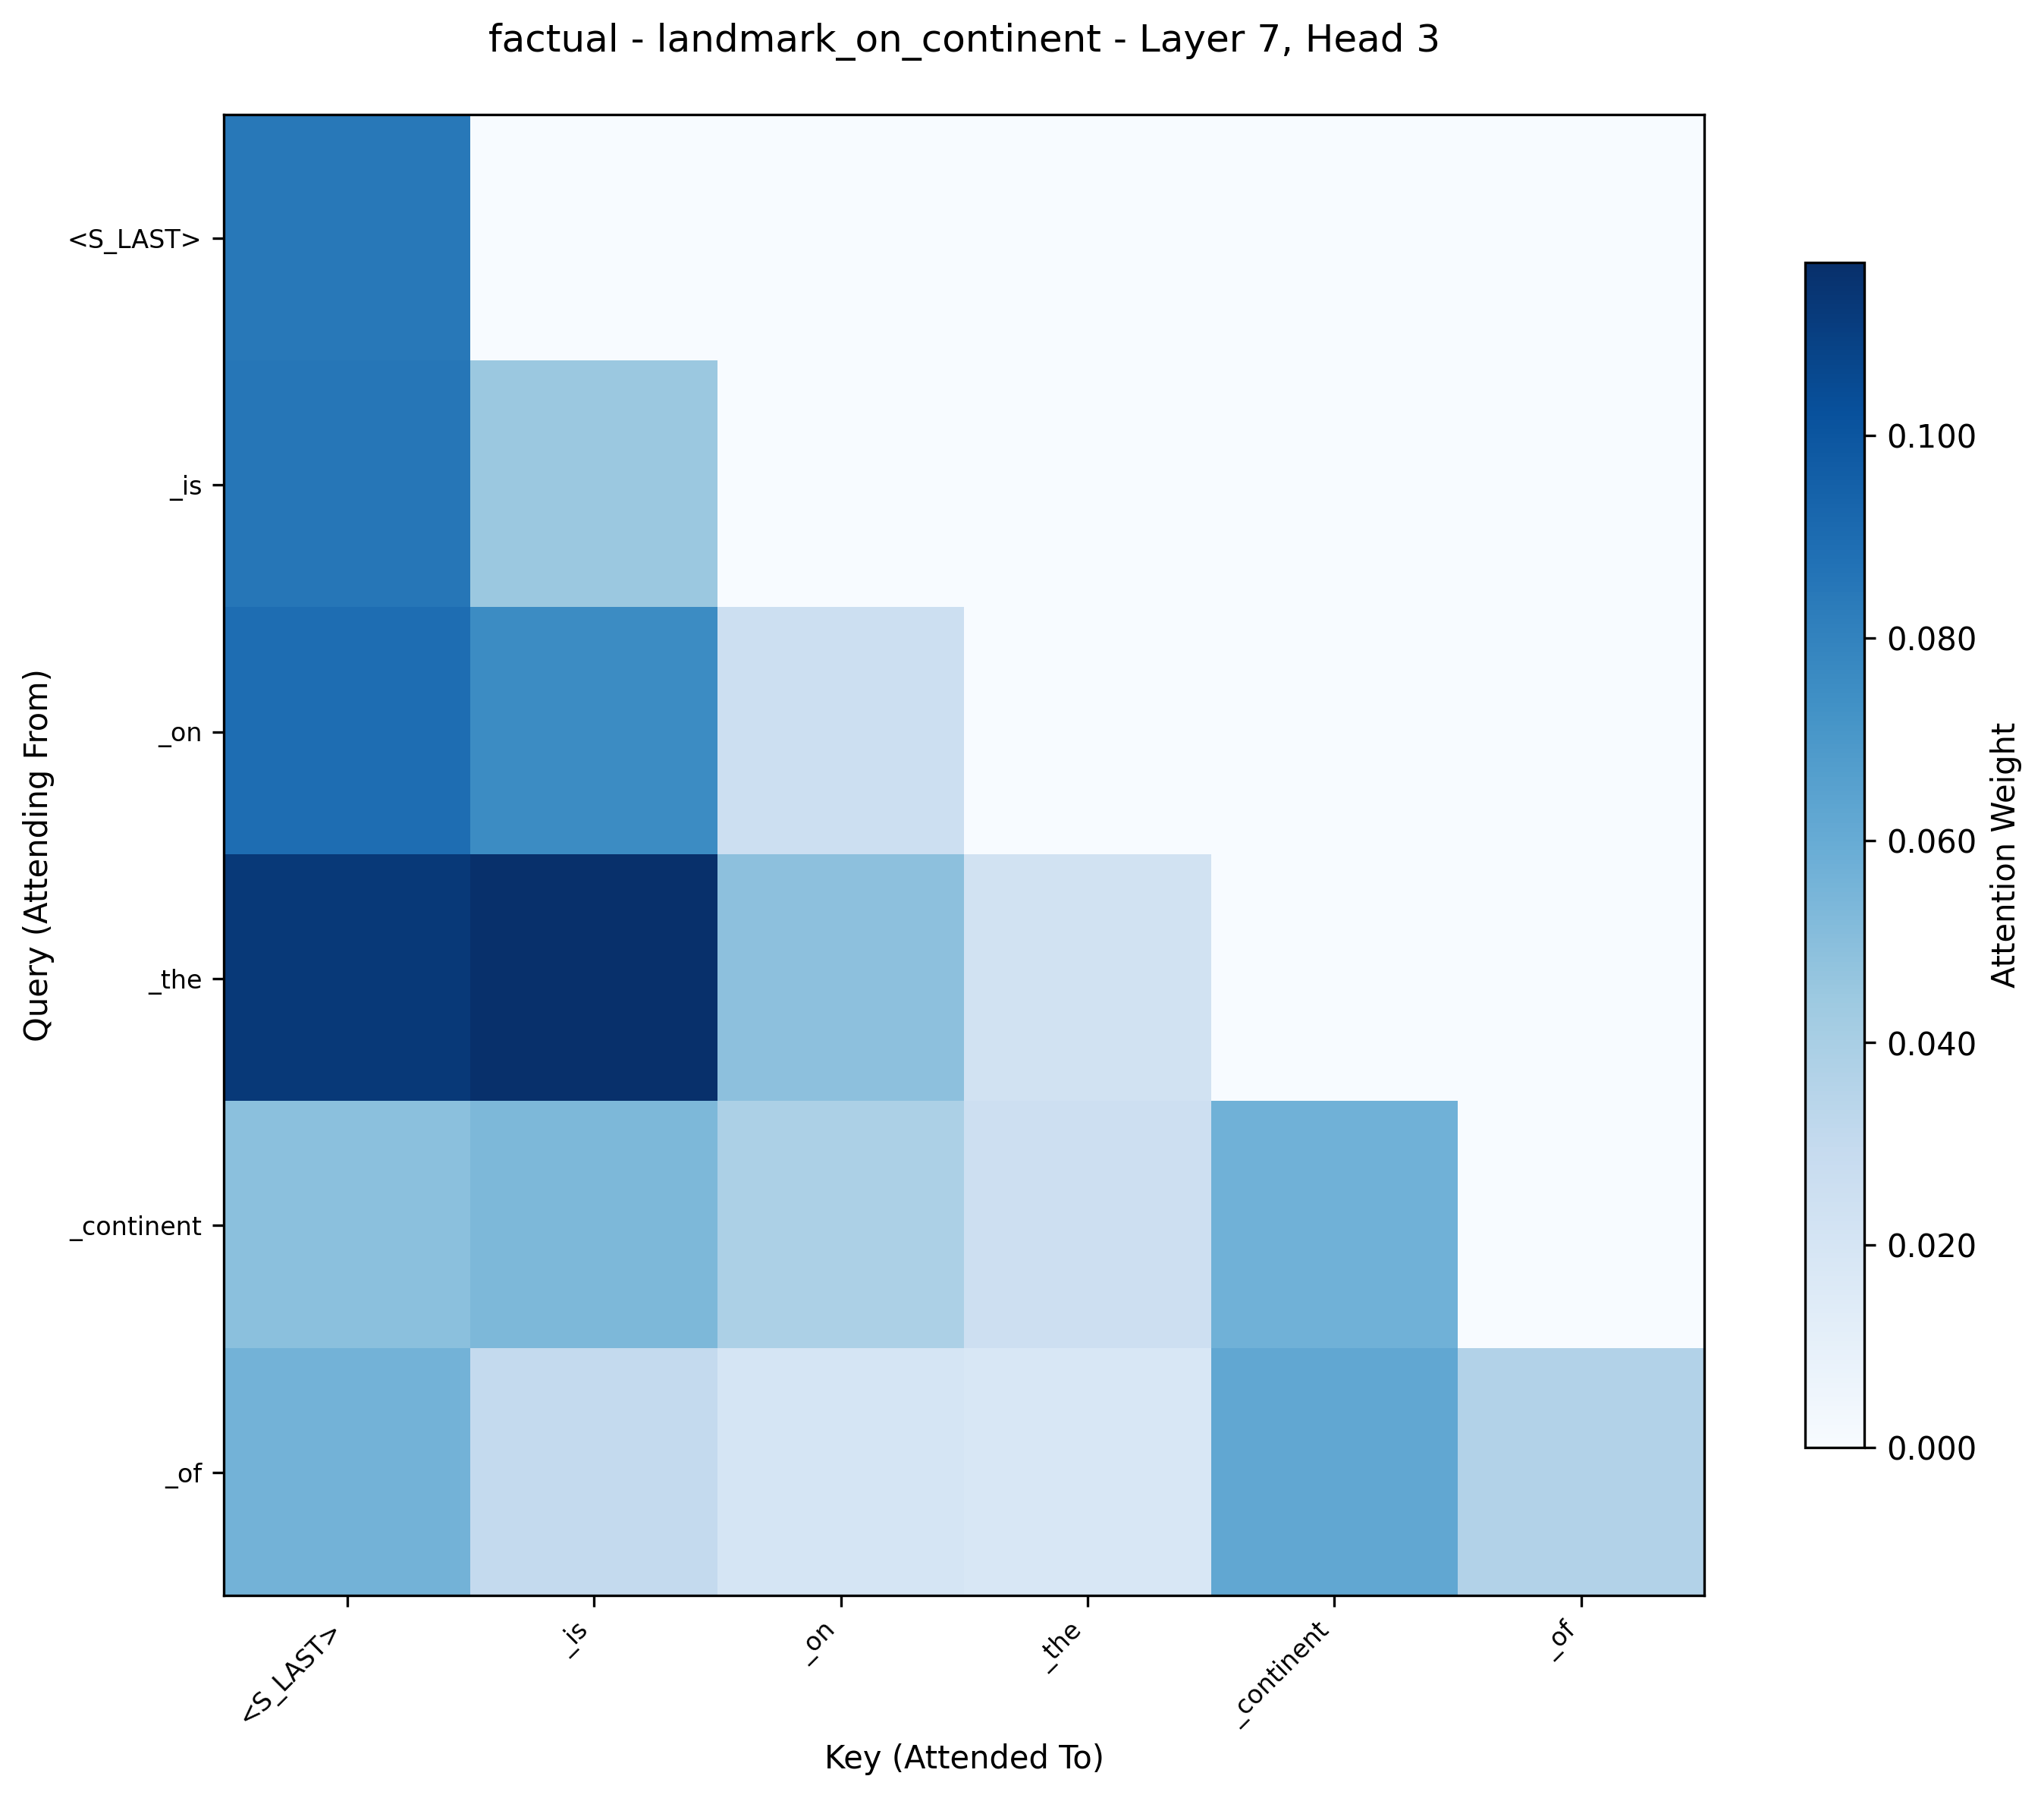 factual - landmark_on_continent - Layer 7, Head 3
Query (Attending From)
<S_LAST>
_is
_on
_the
_continent
_of
<S_LAST>
_is
_on
_the
_continent
_of
Key (Attended To)
0.100
0.080
0.060
0.040
0.020
0.000
Attention Weight